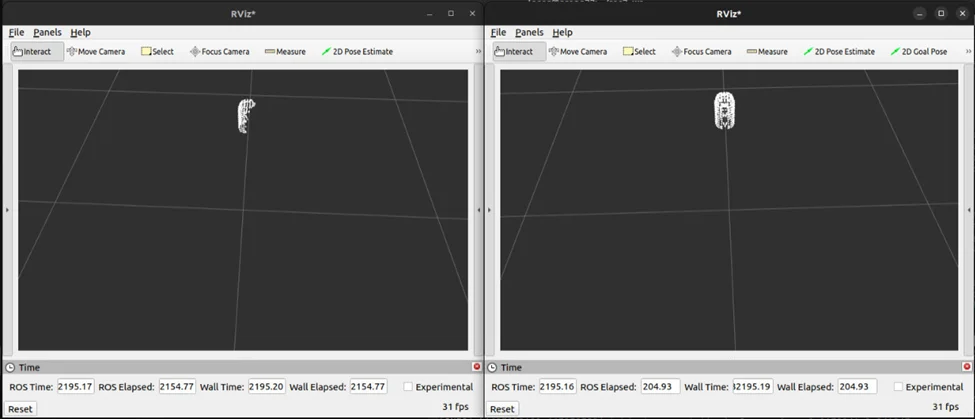 RViz*
File Panels Help
Interact Move Camera Select Focus Camera Measure 2D Pose Estimate »
Time
ROS Time: 2195.17 ROS Elapsed: 2154.77 Wall Time: 2195.20 Wall Elapsed: 2154.77 Experimental
Reset 31 fps
RViz*
File Panels Help
Interact Move Camera Select Focus Camera Measure 2D Pose Estimate 2D Goal Pose »
Time
ROS Time: 2195.16 ROS Elapsed: 204.93 Wall Time: 2195.19 Wall Elapsed: 204.93 Experimental
Reset 31 fps